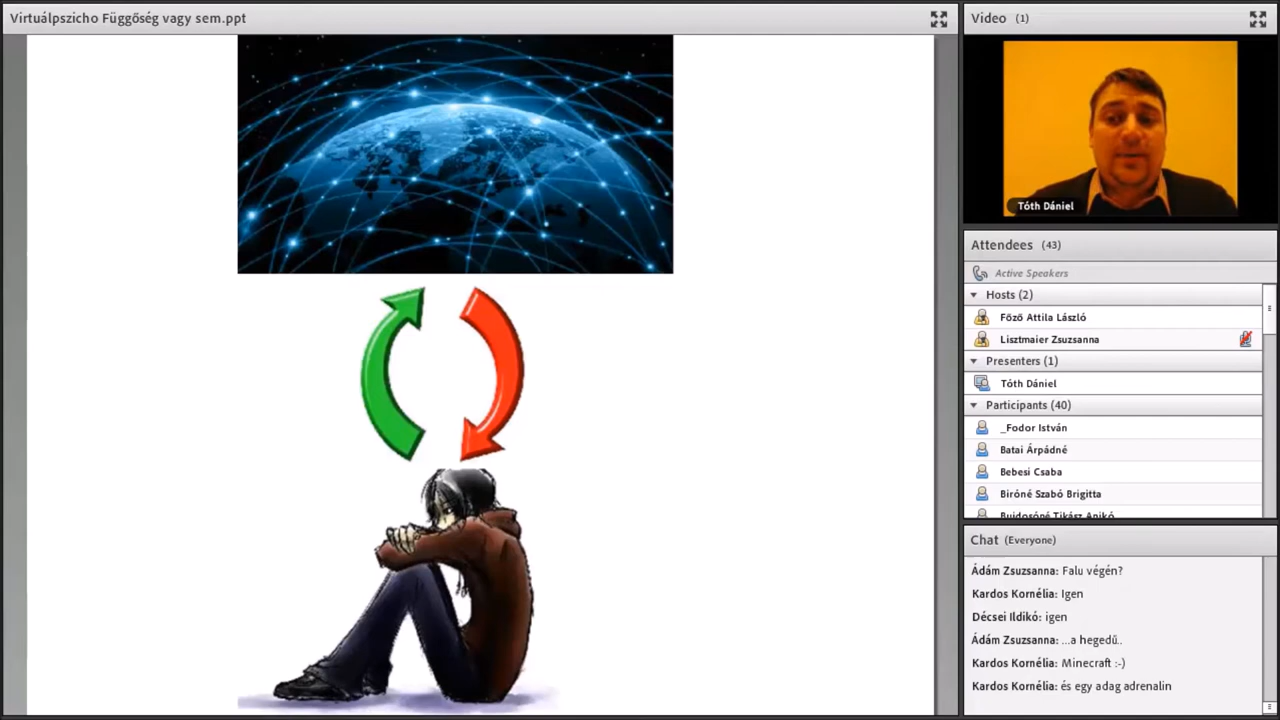 Virtuálpszicho Függőség vagy sem.ppt
Video (1)
Tóth Dániel
Attendees (43)
Active Speakers
Hosts (2)
Főző Attila László
Lisztmaier Zsuzsanna
Presenters (1)
Tóth Dániel
Participants (40)
_Fodor István
Batai Árpádné
Bebesi Csaba
Biróné Szabó Brigitta
Bujdosóné Tikász Anikó
Chat (Everyone)
Ádám Zsuzsanna: Falu végén?
Kardos Kornélia: Igen
Décsei Ildikó: igen
Ádám Zsuzsanna: ...a hegedű..
Kardos Kornélia: Minecraft :-)
Kardos Kornélia: és egy adag adrenalin